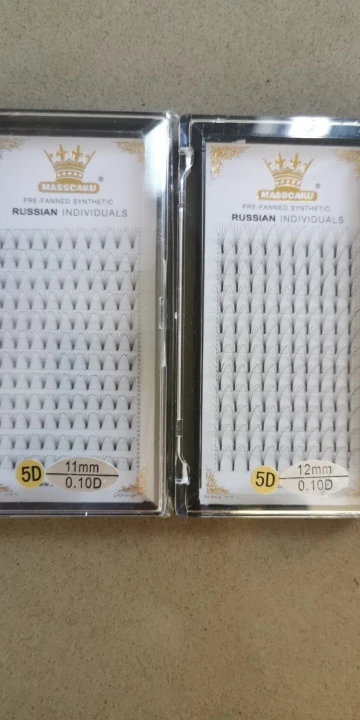 MASSCAKU
®
PRE-FANNED SYNTHETIC
RUSSIAN INDIVIDUALS
5D
11mm
0.10D
MASSCAKU
®
PRE-FANNED SYNTHETIC
RUSSIAN INDIVIDUALS
5D
12mm
0.10D